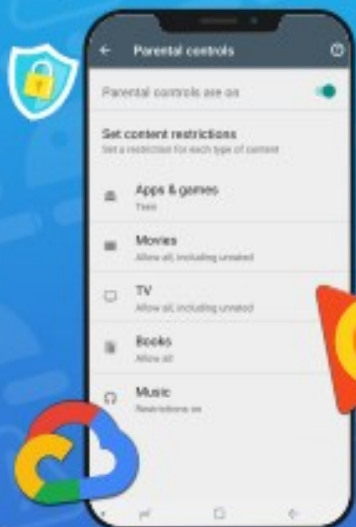 Parental controls
Parental controls are on
Set content restrictions
Set a restriction for each type of content
Apps & games
Teen
Movies
Allow all, including unrated
TV
Allow all, including unrated
Books
Allow all
Music
Restrictions on